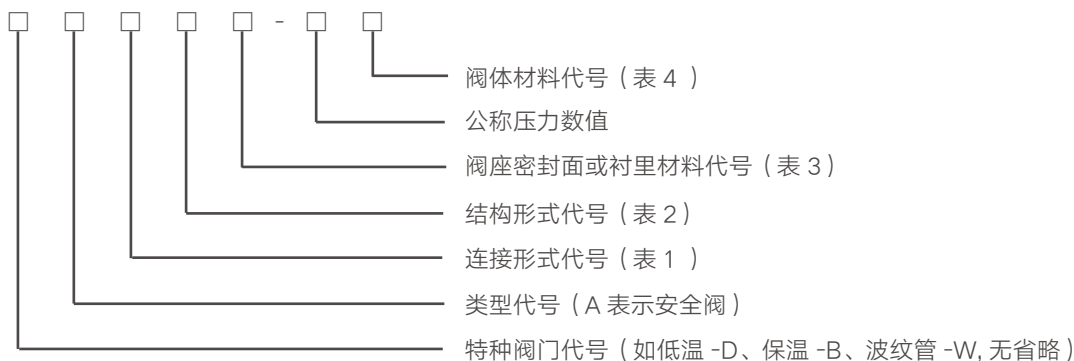 □ □ □ □ □ - □ □
阀体材料代号（表 4 ）
公称压力数值
阀座密封面或衬里材料代号（表 3）
结构形式代号（表 2）
连接形式代号（表 1 ）
类型代号（A 表示安全阀）
特种阀门代号（如低温 -D、保温 -B、波纹管 -W, 无省略）